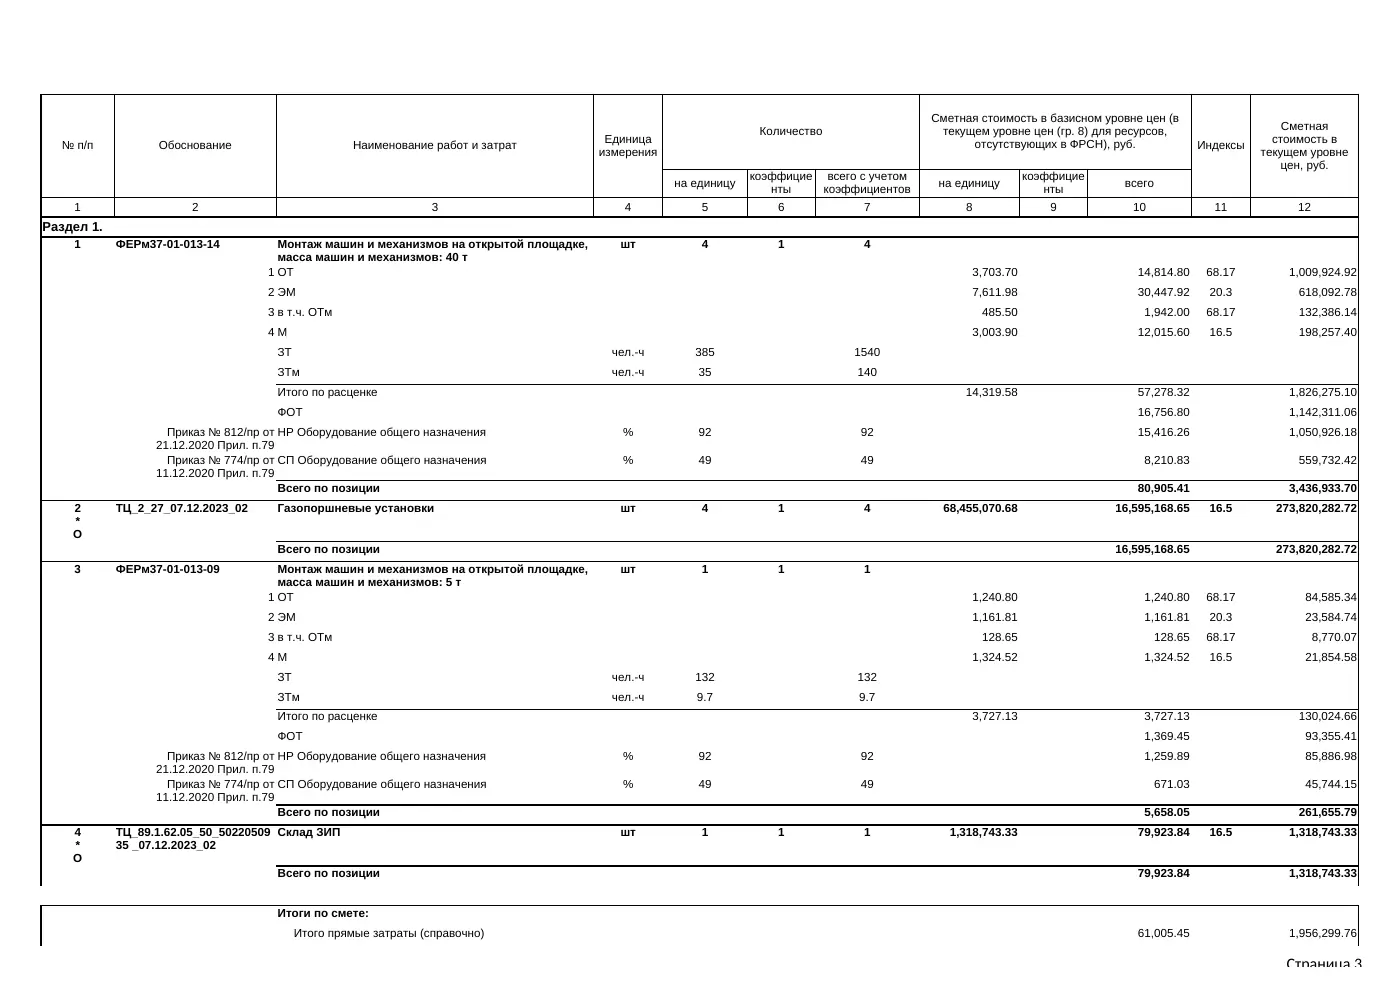 № п/п Обоснование Наименование работ и затрат Единица измерения Количество Сметная стоимость в базисном уровне цен (в текущем уровне цен (гр. 8) для ресурсов, отсутствующих в ФРСН), руб. Индексы Сметная стоимость в текущем уровне цен, руб.
на единицу коэффициенты всего с учетом коэффициентов на единицу коэффициенты всего
1 2 3 4 5 6 7 8 9 10 11 12
Раздел 1.
1 ФЕРм37-01-013-14 Монтаж машин и механизмов на открытой площадке, шт 4 1 4
масса машин и механизмов: 40 т
1 ОТ 3,703.70 14,814.80 68.17 1,009,924.92
2 ЭМ 7,611.98 30,447.92 20.3 618,092.78
3 в т.ч. ОТм 485.50 1,942.00 68.17 132,386.14
4 М 3,003.90 12,015.60 16.5 198,257.40
ЗТ чел.-ч 385 1540
ЗТм чел.-ч 35 140
Итого по расценке 14,319.58 57,278.32 1,826,275.10
ФОТ 16,756.80 1,142,311.06
Приказ № 812/пр от НР Оборудование общего назначения % 92 92 15,416.26 1,050,926.18
21.12.2020 Прил. п.79
Приказ № 774/пр от СП Оборудование общего назначения % 49 49 8,210.83 559,732.42
11.12.2020 Прил. п.79
Всего по позиции 80,905.41 3,436,933.70
2 ТЦ_2_27_07.12.2023_02 Газопоршневые установки шт 4 1 4 68,455,070.68 16,595,168.65 16.5 273,820,282.72
*
О
Всего по позиции 16,595,168.65 273,820,282.72
3 ФЕРм37-01-013-09 Монтаж машин и механизмов на открытой площадке, шт 1 1 1
масса машин и механизмов: 5 т
1 ОТ 1,240.80 1,240.80 68.17 84,585.34
2 ЭМ 1,161.81 1,161.81 20.3 23,584.74
3 в т.ч. ОТм 128.65 128.65 68.17 8,770.07
4 М 1,324.52 1,324.52 16.5 21,854.58
ЗТ чел.-ч 132 132
ЗТм чел.-ч 9.7 9.7
Итого по расценке 3,727.13 3,727.13 130,024.66
ФОТ 1,369.45 93,355.41
Приказ № 812/пр от НР Оборудование общего назначения % 92 92 1,259.89 85,886.98
21.12.2020 Прил. п.79
Приказ № 774/пр от СП Оборудование общего назначения % 49 49 671.03 45,744.15
11.12.2020 Прил. п.79
Всего по позиции 5,658.05 261,655.79
4 ТЦ_89.1.62.05_50_50220509 Склад ЗИП шт 1 1 1 1,318,743.33 79,923.84 16.5 1,318,743.33
* 35 _07.12.2023_02
О
Всего по позиции 79,923.84 1,318,743.33
Итоги по смете:
Итого прямые затраты (справочно) 61,005.45 1,956,299.76
Страница 3